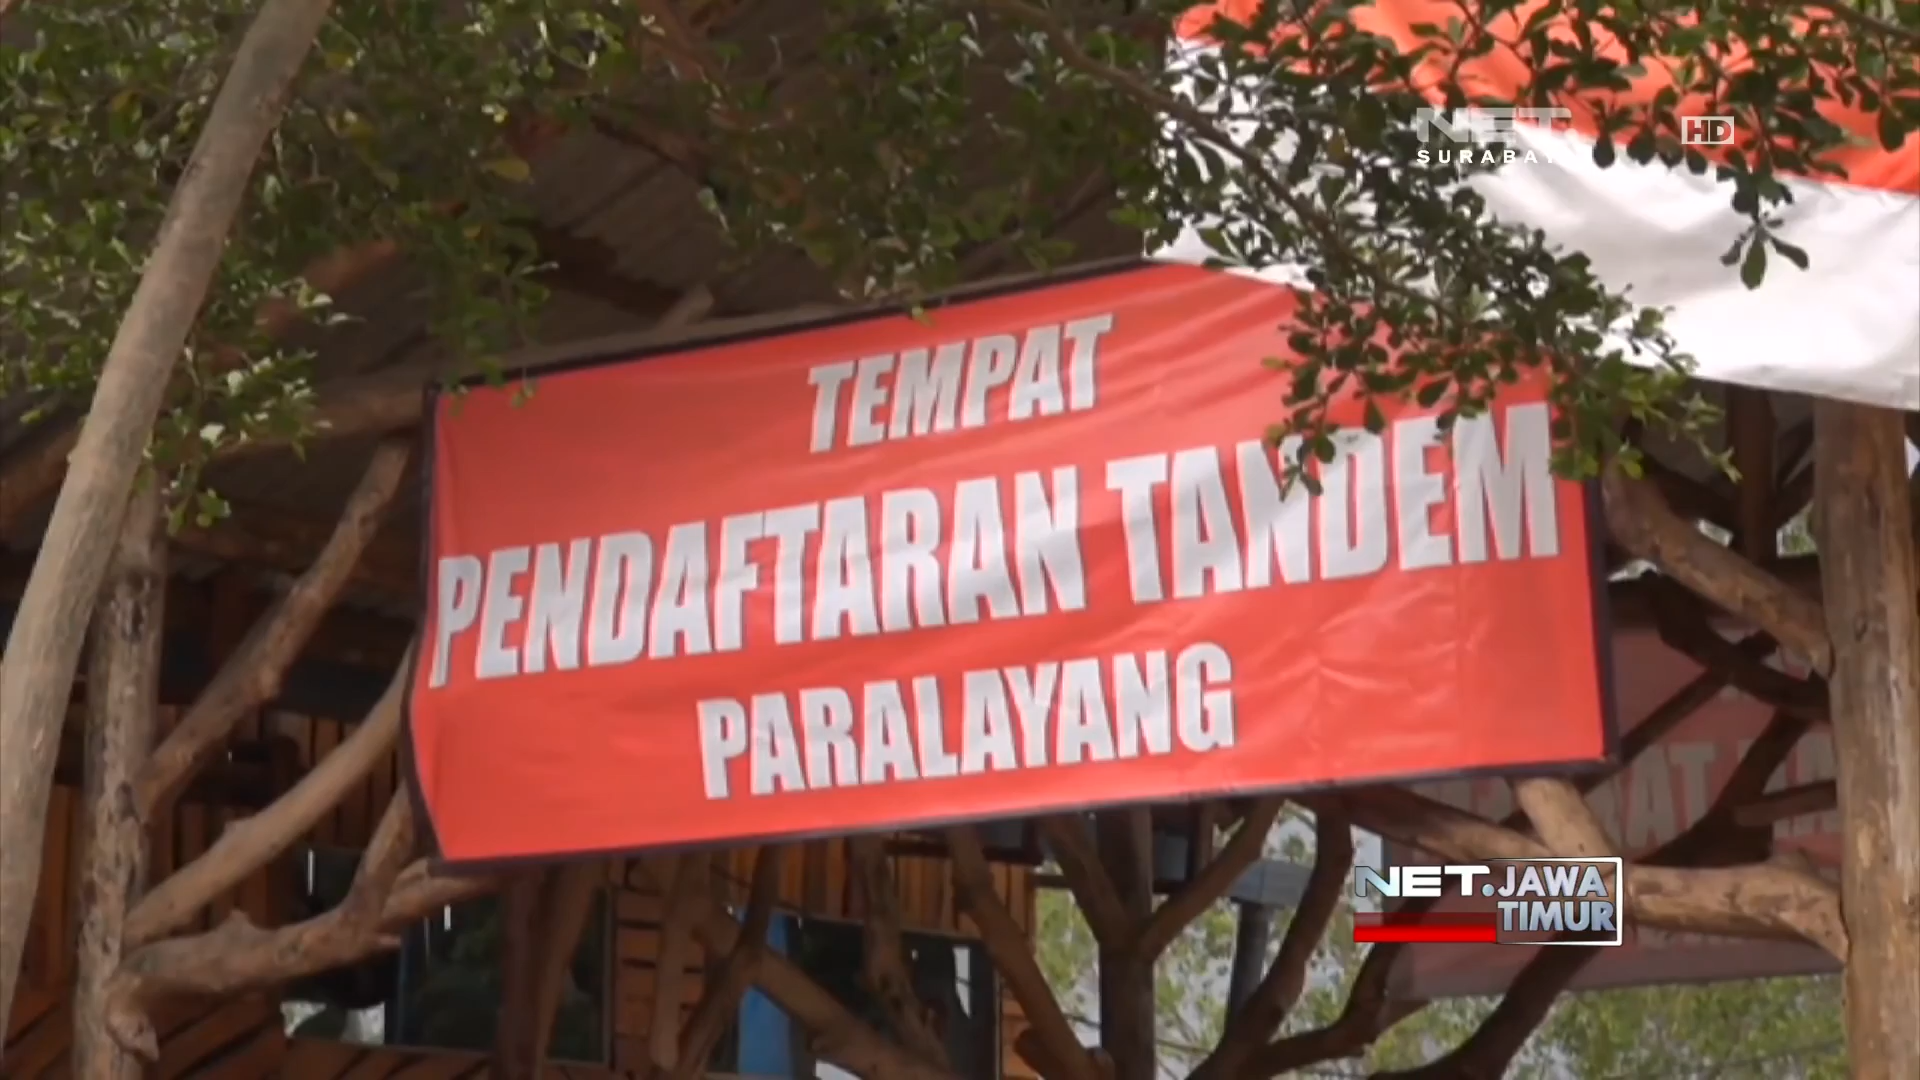 NET.
SURABAYA
HD
TEMPAT
PENDAFTARAN TANDEM
PARALAYANG
NET. JAWA
TIMUR